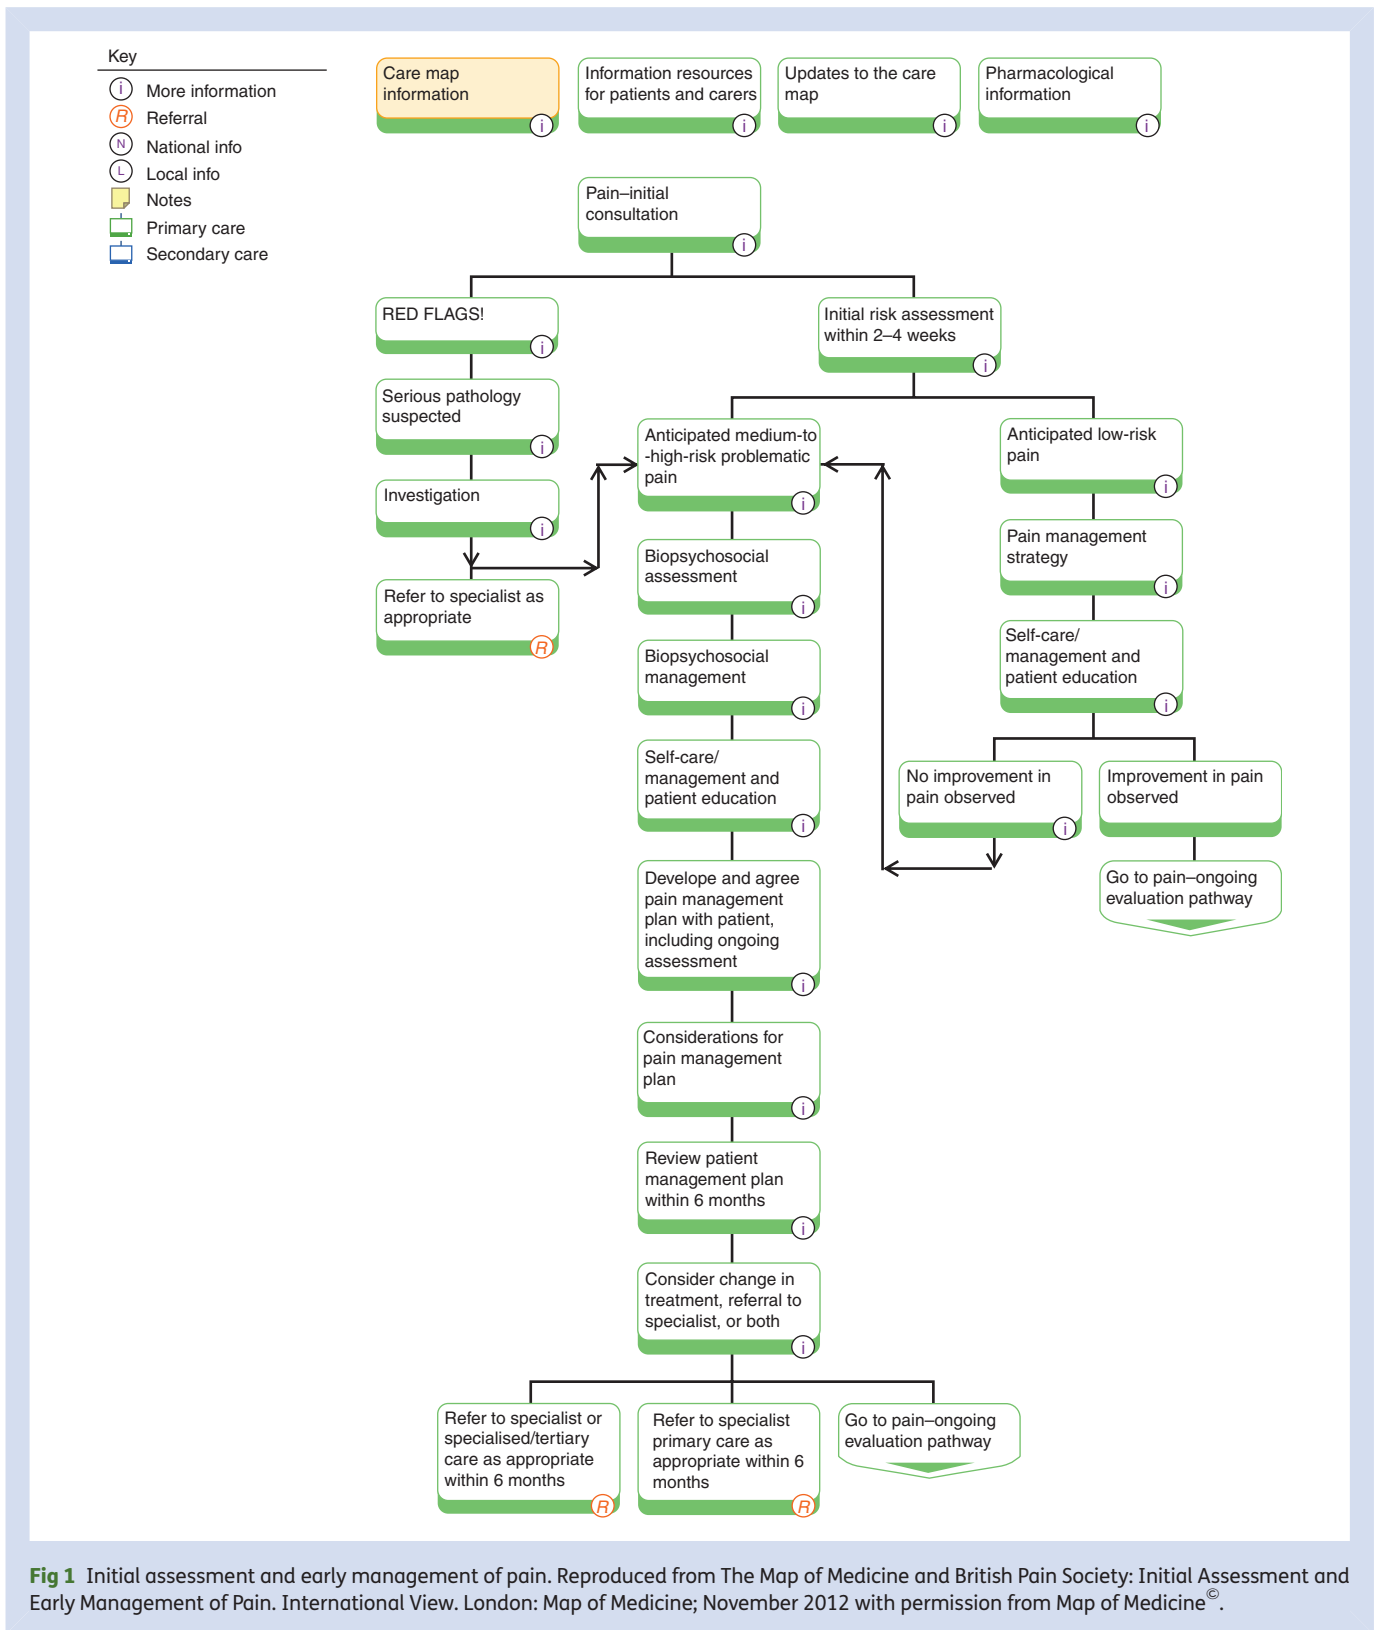 Key
i More information
R Referral
N National info
L Local info
Notes
Primary care
Secondary care
Care map
information
i
Information resources
for patients and carers
i
Updates to the care
map
i
Pharmacological
information
i
Pain–initial
consultation
i
RED FLAGS!
i
Serious pathology
suspected
i
Investigation
i
Refer to specialist as
appropriate
R
Initial risk assessment
within 2–4 weeks
i
Anticipated medium-to
-high-risk problematic
pain
i
Biopsychosocial
assessment
i
Biopsychosocial
management
i
Self-care/
management and
patient education
i
Develope and agree
pain management
plan with patient,
including ongoing
assessment
i
Considerations for
pain management
plan
i
Review patient
management plan
within 6 months
i
Consider change in
treatment, referral to
specialist, or both
i
Refer to specialist or
specialised/tertiary
care as appropriate
within 6 months
R
Refer to specialist
primary care as
appropriate within 6
months
R
Go to pain–ongoing
evaluation pathway
Anticipated low-risk
pain
i
Pain management
strategy
i
Self-care/
management and
patient education
i
No improvement in
pain observed
i
Improvement in pain
observed
Go to pain–ongoing
evaluation pathway
Fig 1 Initial assessment and early management of pain. Reproduced from The Map of Medicine and British Pain Society: Initial Assessment and
Early Management of Pain. International View. London: Map of Medicine; November 2012 with permission from Map of Medicine©.